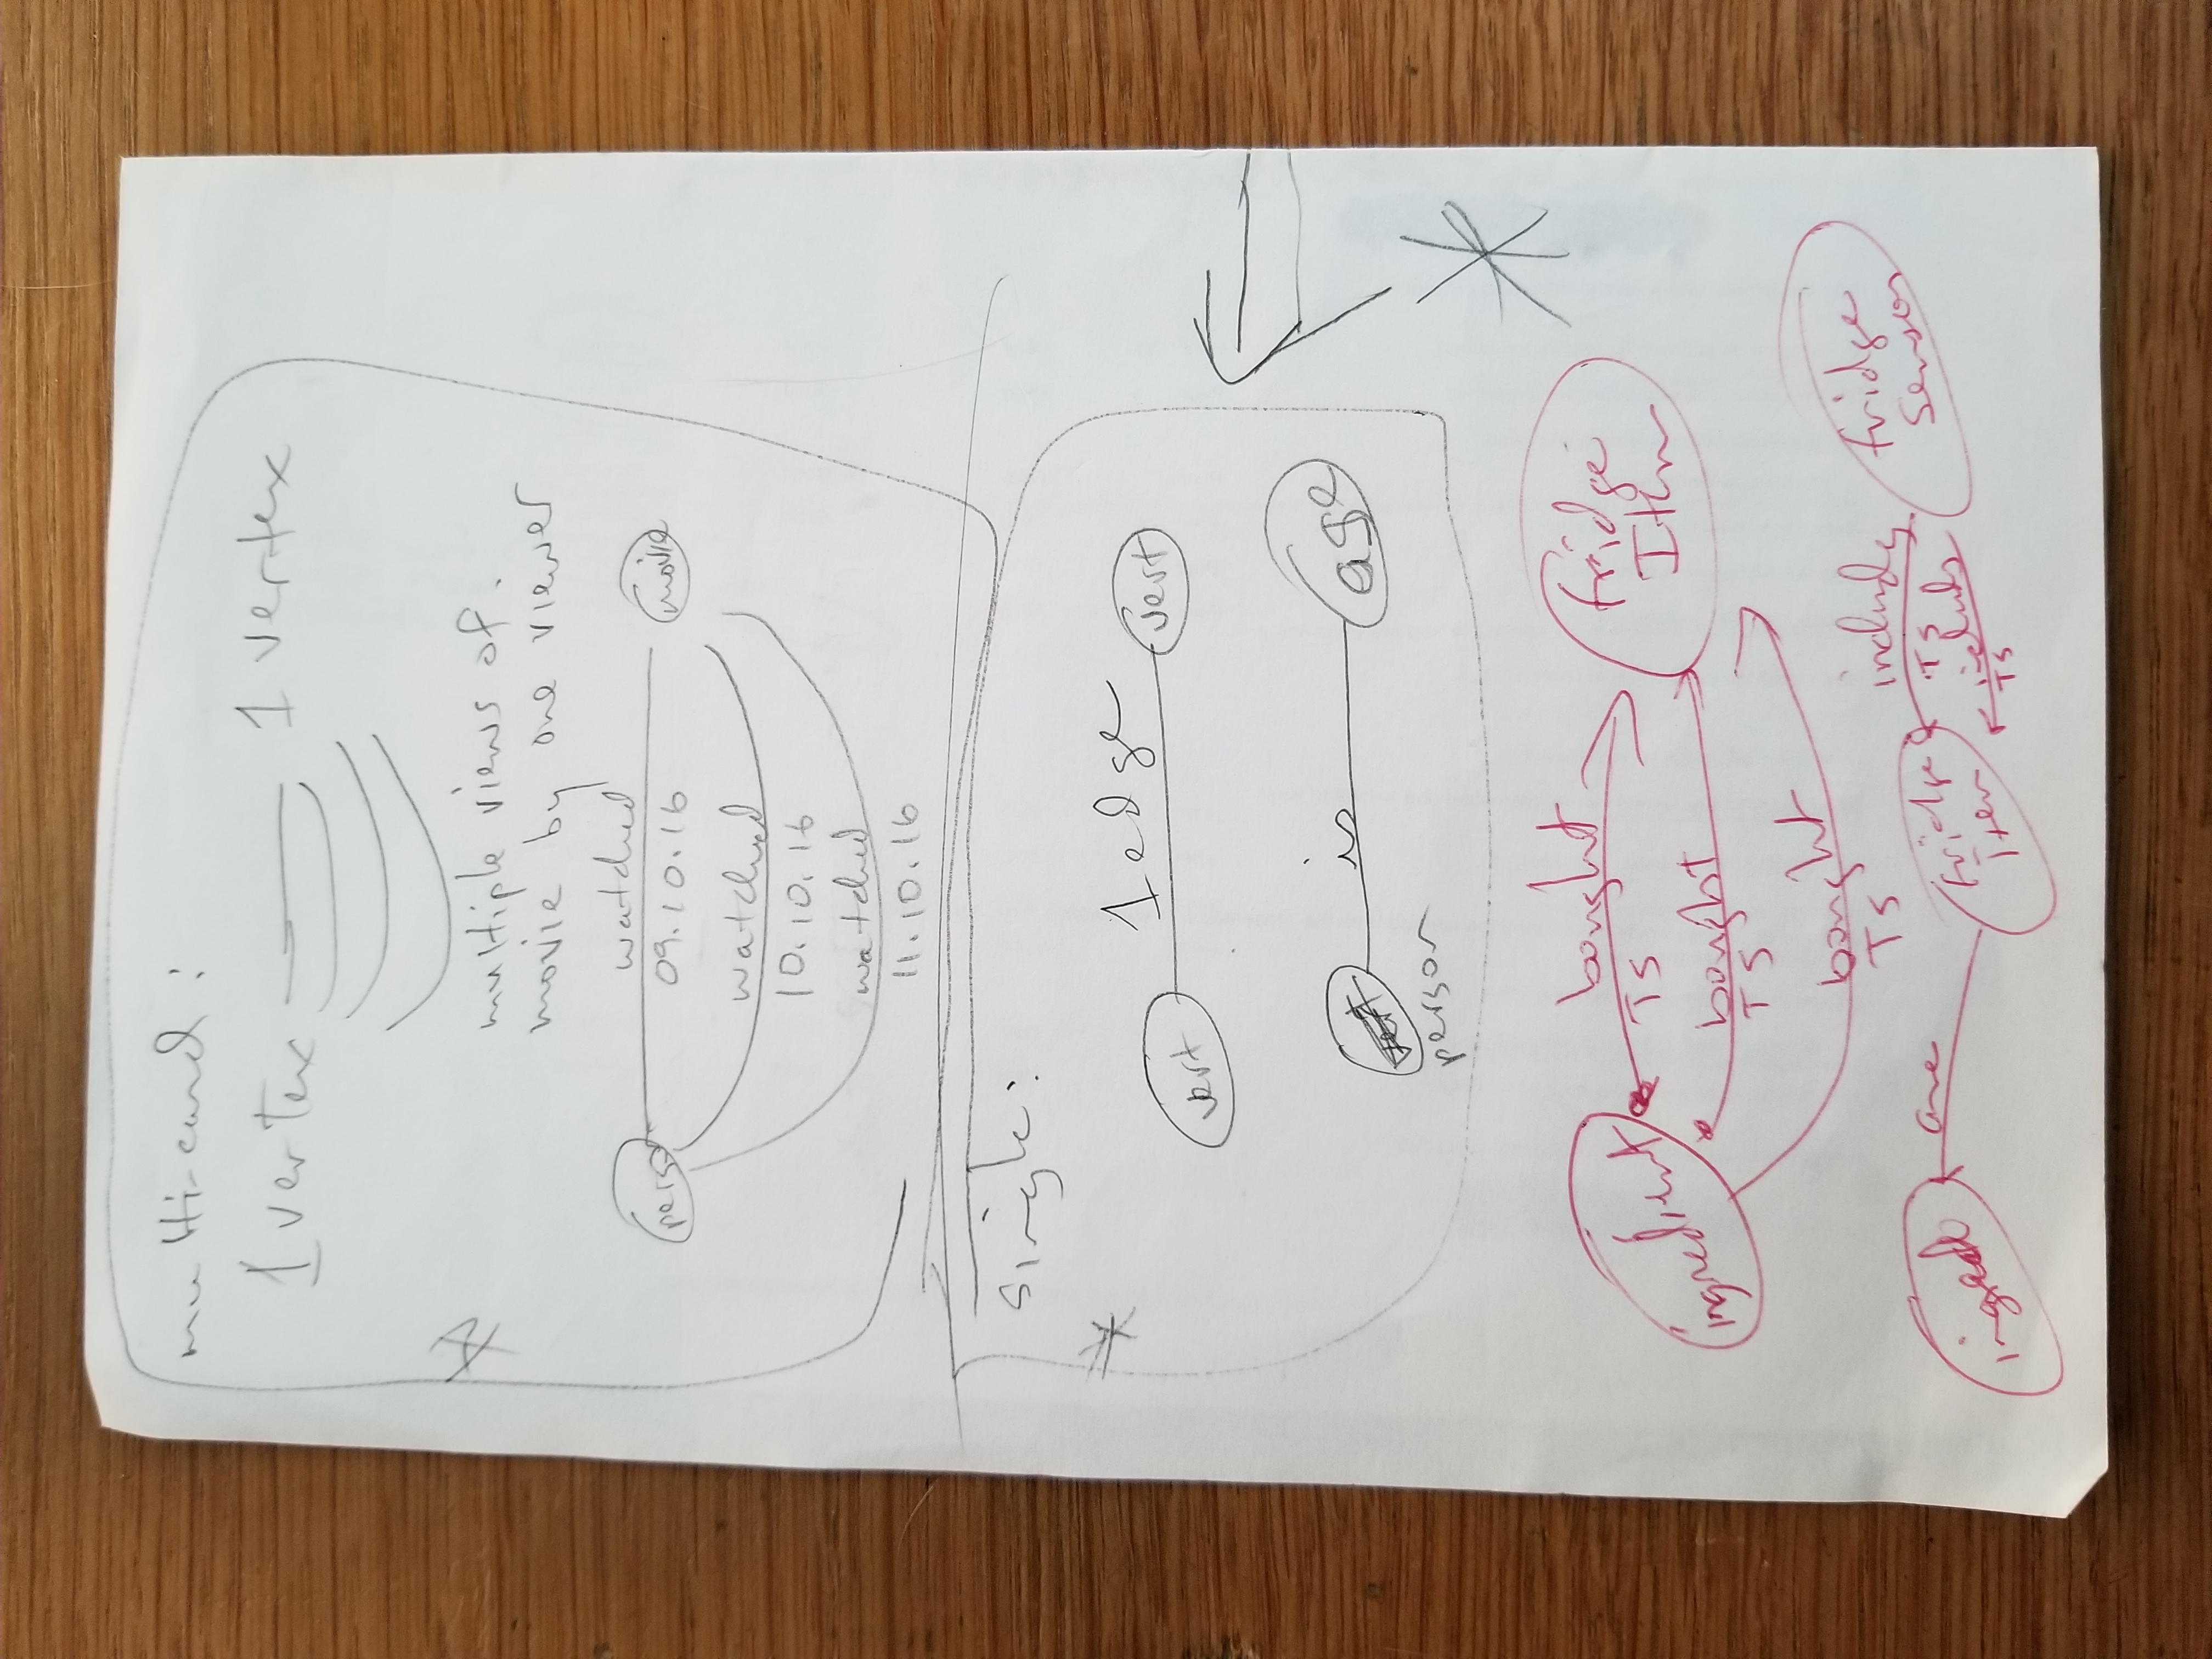 multi-card:
1 vertex 1 vertex
multiple views of.
movie by one viewer
watched
person movie
09.10.16
watched
10.10.16
watched
11.10.16
single:
1 edge
vert vert
is
age
person
bought
ingredient fridge
Item
TS
bought
TS
bought
TS
includes fridge
Sensor
are TS
fridge
Item
includes
TS